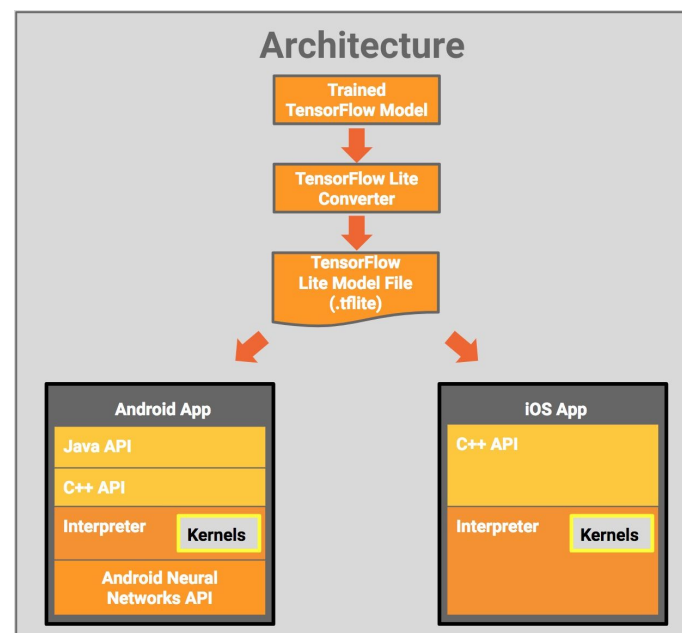 Architecture
Trained
TensorFlow Model
TensorFlow Lite
Converter
TensorFlow
Lite Model File
(.tflite)
Android App
Java API
C++ API
Interpreter
Kernels
Android Neural
Networks API
iOS App
C++ API
Interpreter
Kernels